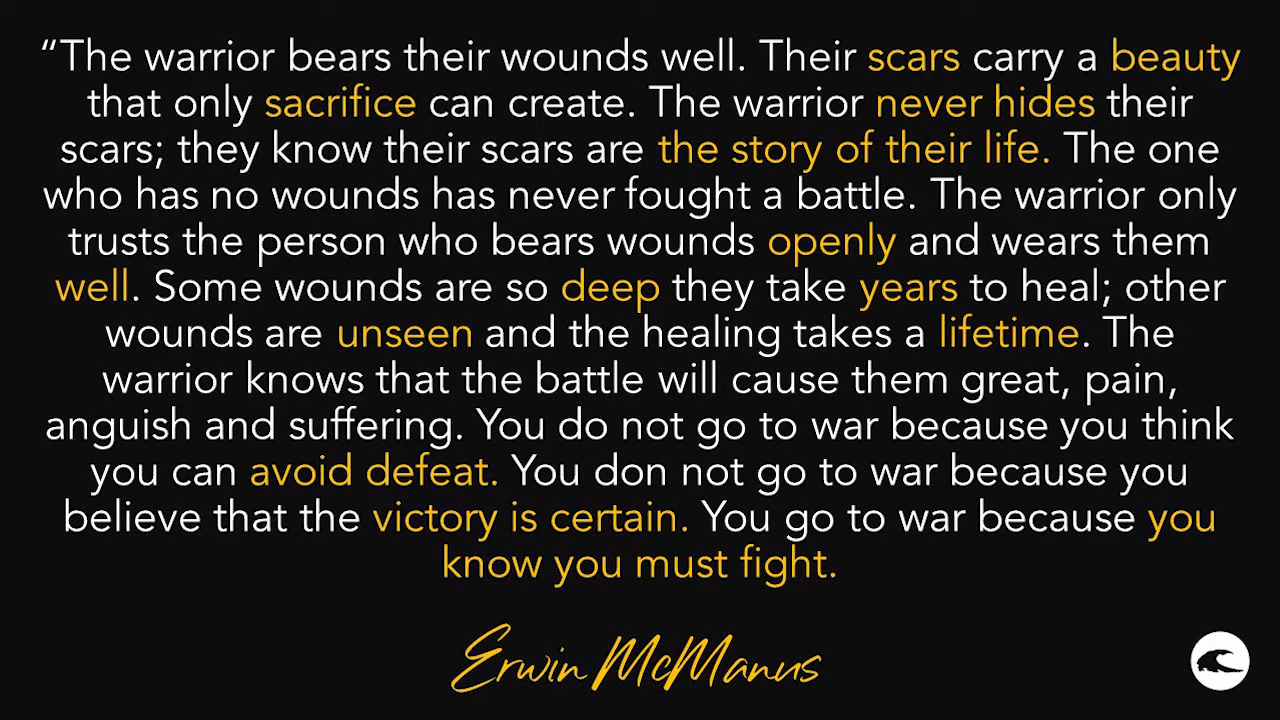 “The warrior bears their wounds well. Their scars carry a beauty
that only sacrifice can create. The warrior never hides their
scars; they know their scars are the story of their life. The one
who has no wounds has never fought a battle. The warrior only
trusts the person who bears wounds openly and wears them
well. Some wounds are so deep they take years to heal; other
wounds are unseen and the healing takes a lifetime. The
warrior knows that the battle will cause them great, pain,
anguish and suffering. You do not go to war because you think
you can avoid defeat. You don not go to war because you
believe that the victory is certain. You go to war because you
know you must fight.
Erwin McManus